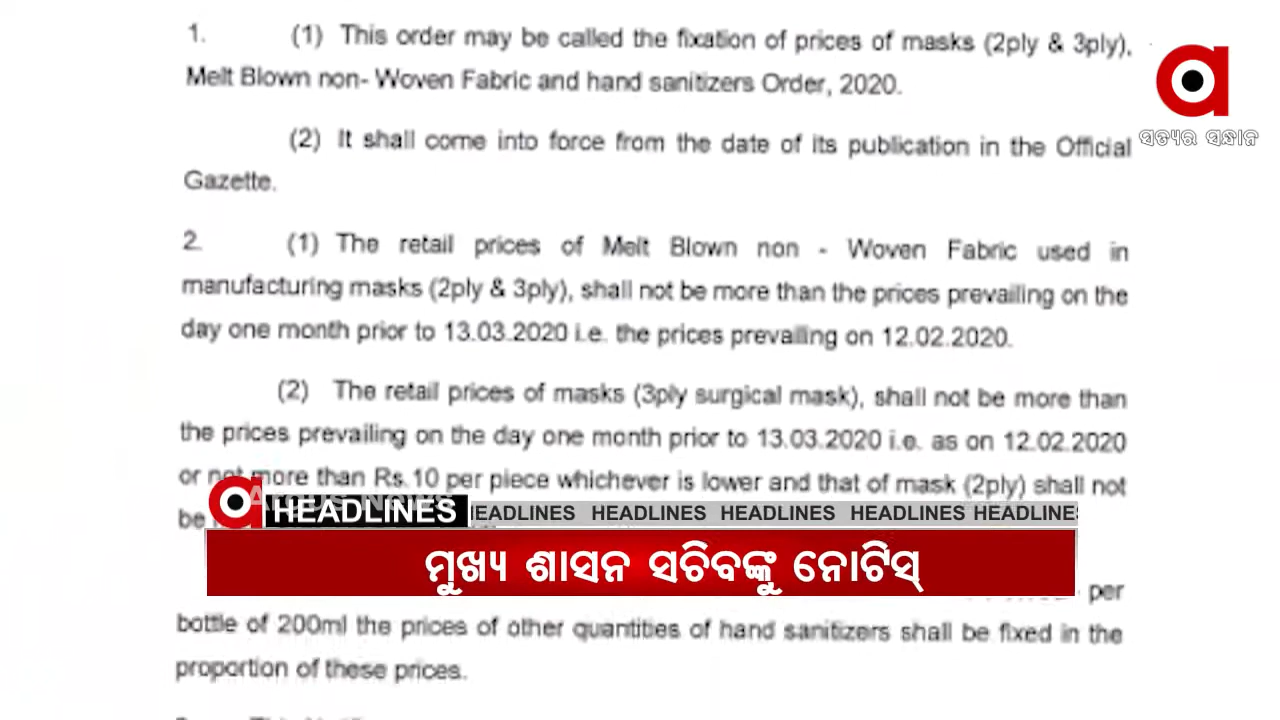 1. (1) This order may be called the fixation of prices of masks (2ply & 3ply),
Melt Blown non- Woven Fabric and hand sanitizers Order, 2020.
ସତ୍ୟର ସନ୍ଧାନ
(2) It shall come into force from the date of its publication in the Official
Gazette.
2. (1) The retail prices of Melt Blown non - Woven Fabric used in
manufacturing masks (2ply & 3ply), shall not be more than the prices prevailing on the
day one month prior to 13.03.2020 i.e. the prices prevailing on 12.02.2020.
(2) The retail prices of masks (3ply surgical mask), shall not be more than
the prices prevailing on the day one month prior to 13.03.2020 i.e. as on 12.02.2020
or not more than Rs.10 per piece whichever is lower and that of mask (2ply) shall not
be
HEADLINES HEADLINES HEADLINES HEADLINES HEADLINES HEADLINES
ମୁଖ୍ୟ ଶାସନ ସଚିବଙ୍କୁ ନୋଟିସ୍
per
bottle of 200ml the prices of other quantities of hand sanitizers shall be fixed in the
proportion of these prices.